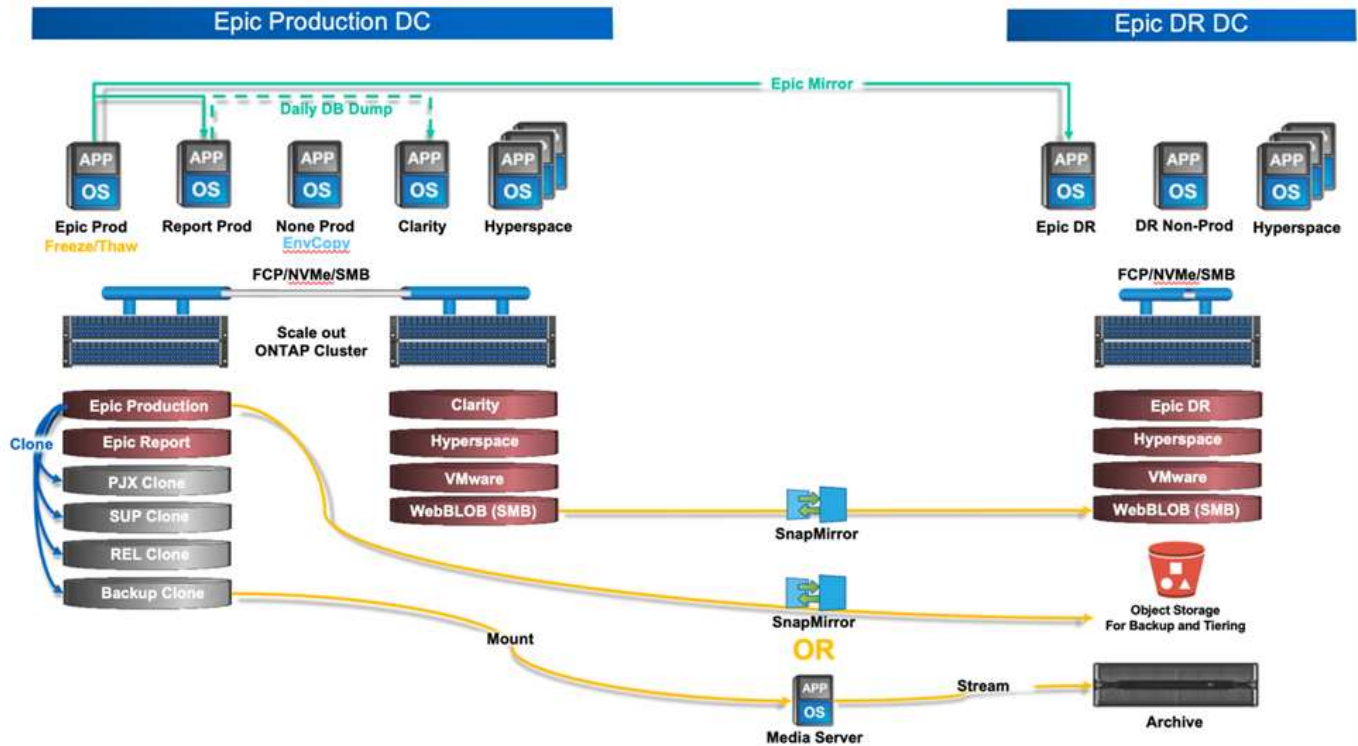 Epic Production DC
Epic DR DC
Epic Mirror
Daily DB Dump
APP
OS
APP
OS
APP
OS
APP
OS
APP
OS
APP
OS
APP
OS
APP
OS
Epic Prod
Freeze/Thaw
Report Prod
None Prod
EnvCopy
Clarity
Hyperspace
Epic DR
DR Non-Prod
Hyperspace
FCP/NVMe/SMB
FCP/NVMe/SMB
Scale out
ONTAP Cluster
Clone
Epic Production
Epic Report
PJX Clone
SUP Clone
REL Clone
Backup Clone
Clarity
Hyperspace
VMware
WebBLOB (SMB)
Epic DR
Hyperspace
VMware
WebBLOB (SMB)
SnapMirror
SnapMirror
Object Storage
For Backup and Tiering
Mount
OR
APP
OS
Media Server
Stream
Archive